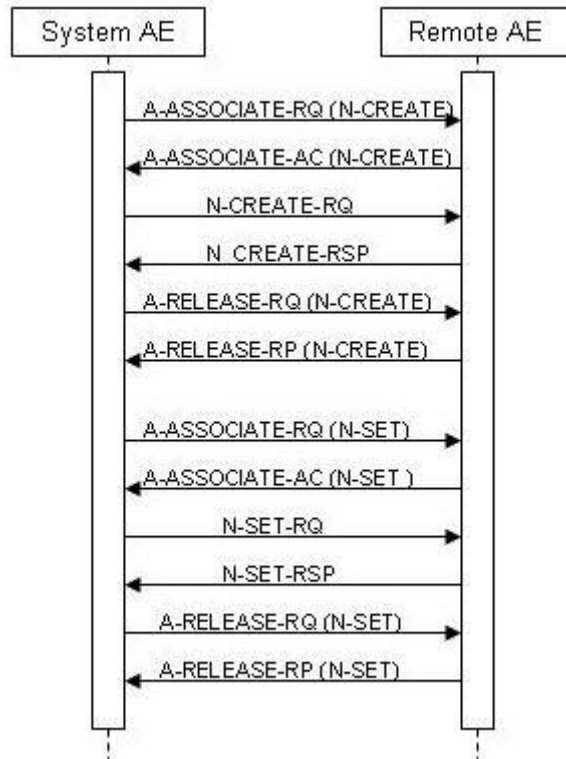 System AE
Remote AE
A-ASSOCIATE-RQ (N-CREATE)
A-ASSOCIATE-AC (N-CREATE)
N-CREATE-RQ
N_CREATE-RSP
A-RELEASE-RQ (N-CREATE)
A-RELEASE-RP (N-CREATE)
A-ASSOCIATE-RQ (N-SET)
A-ASSOCIATE-AC (N-SET )
N-SET-RQ
N-SET-RSP
A-RELEASE-RQ (N-SET)
A-RELEASE-RP (N-SET)